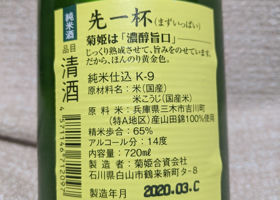 純米酒
品目
清酒
先一杯(まずいっぱい)
菊姫は「濃醇旨口」
じっくり熟成させて、旨みをのせています。
だから、ほんのり黄金色。
純米仕込 K-9
原材料名：米(国産)
米こうじ(国産米)
原料米：兵庫県三木市吉川町
(特A地区)産山田錦100%使用
精米歩合：65%
アルコール分：14度
内容量：720㎖
製造者：菊姫合資会社
石川県白山市鶴来新町タ-8
製造年月 2020.03.C
4571146712097